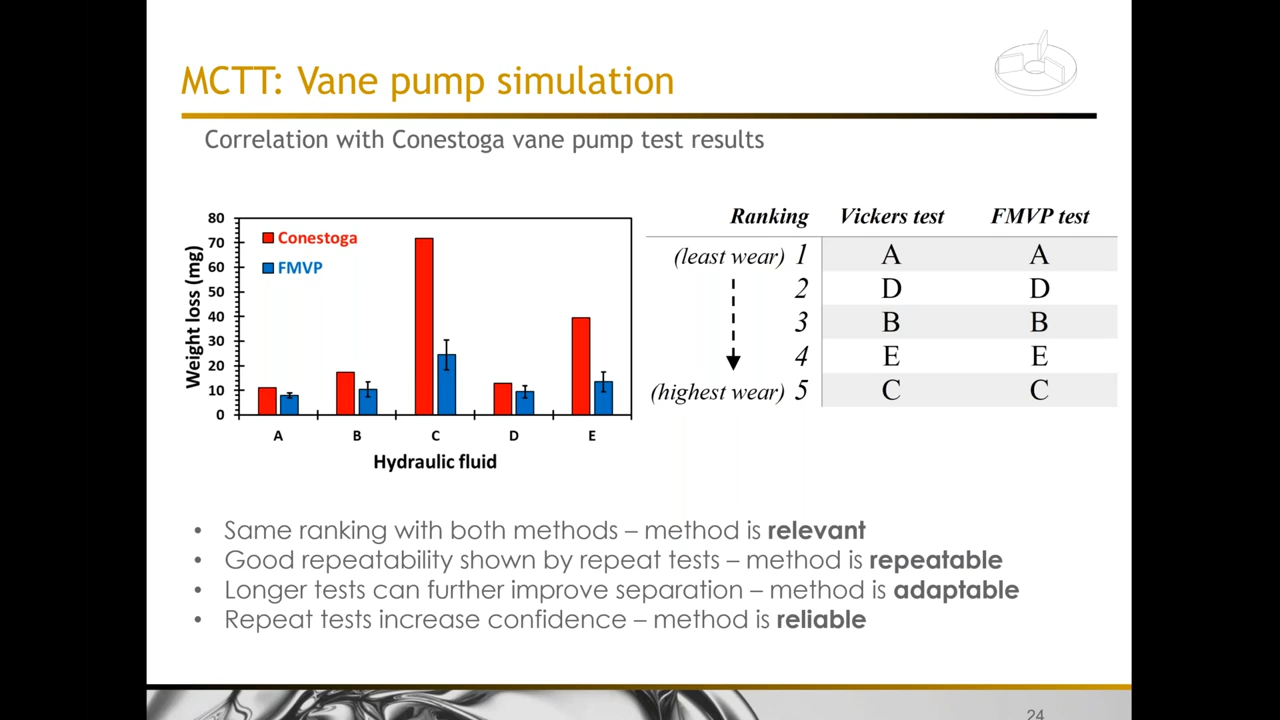 MCTT: Vane pump simulation
Correlation with Conestoga vane pump test results
80
70
60
50
40
30
20
10
0
Weight loss (mg)
Conestoga
FMVP
A B C D E
Hydraulic fluid
Ranking Vickers test FMVP test
(least wear) 1 A A
2 D D
3 B B
4 E E
(highest wear) 5 C C
• Same ranking with both methods – method is relevant
• Good repeatability shown by repeat tests – method is repeatable
• Longer tests can further improve separation – method is adaptable
• Repeat tests increase confidence – method is reliable
24